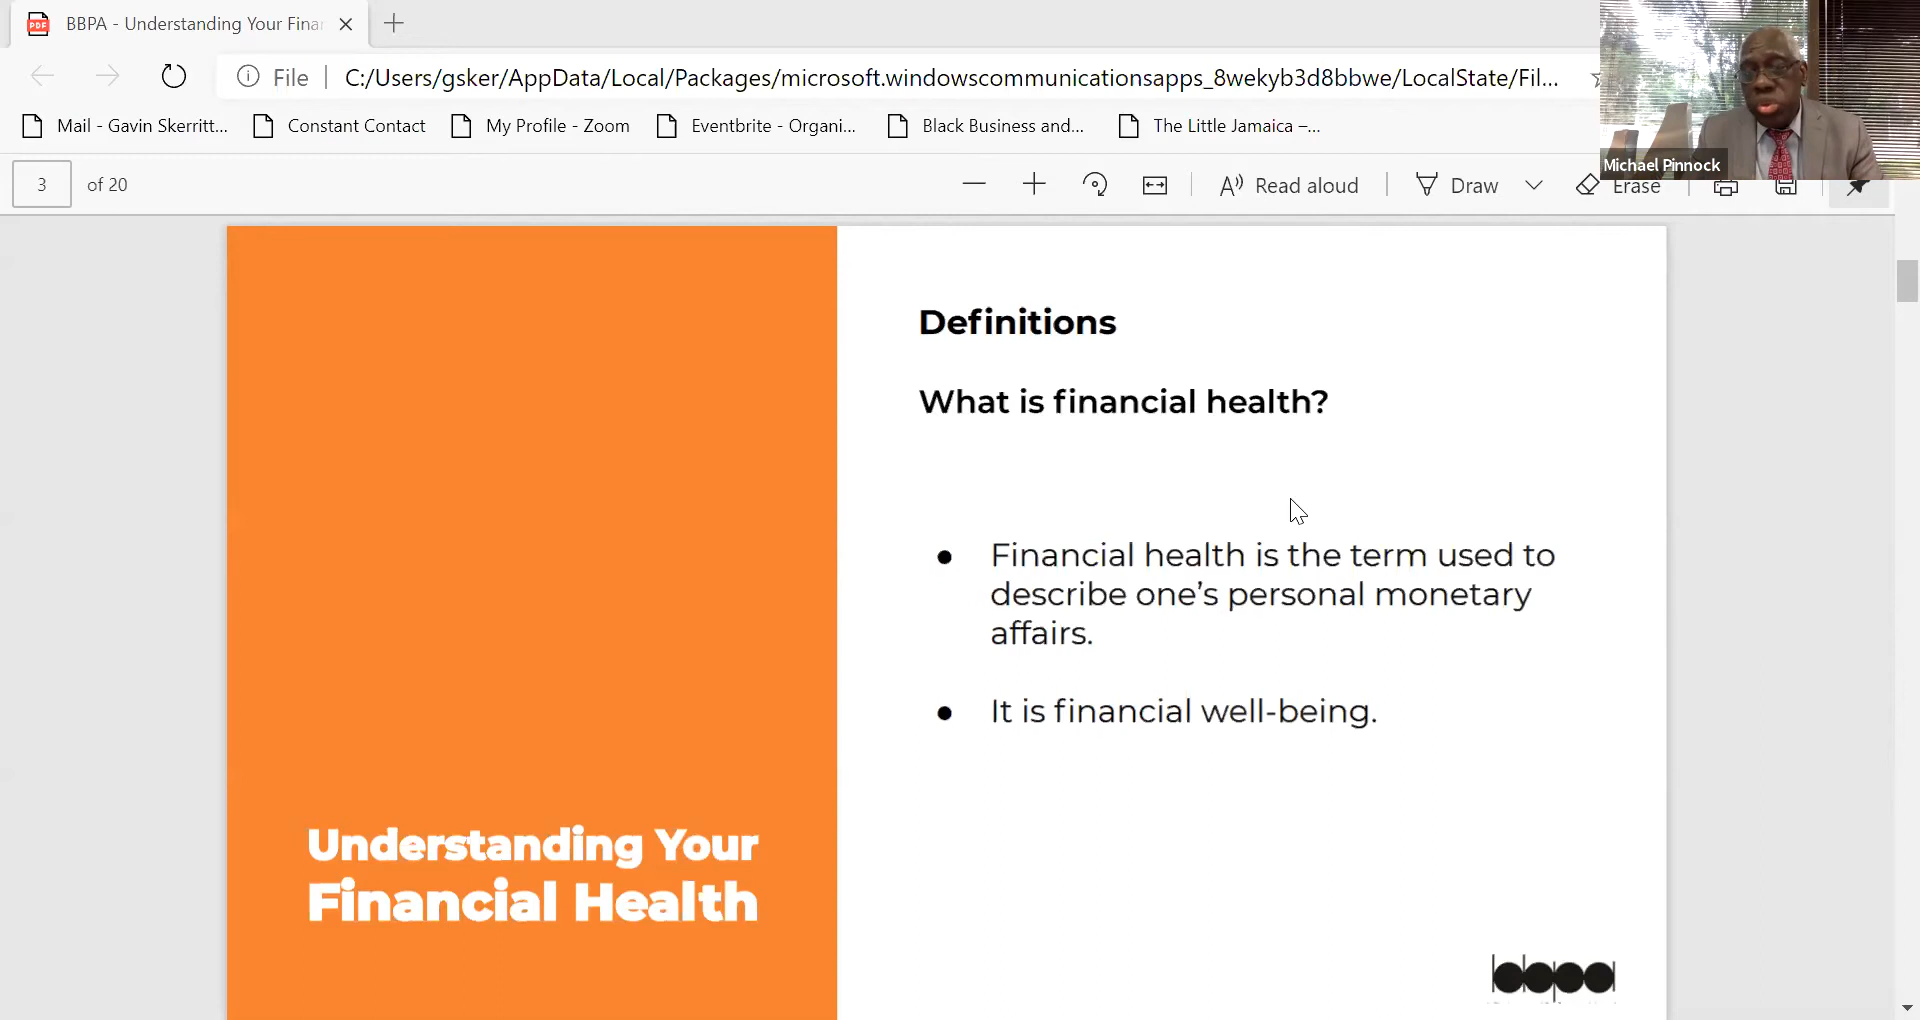 BBPA - Understanding Your Finan
File
C:/Users/gsker/AppData/Local/Packages/microsoft.windowscommunicationsapps_8wekyb3d8bbwe/LocalState/Fil...
Mail - Gavin Skerritt...
Constant Contact
My Profile - Zoom
Eventbrite - Organi...
Black Business and...
The Little Jamaica –...
Michael Pinnock
3 of 20
Read aloud
Draw
Erase
Definitions
What is financial health?
● Financial health is the term used to
describe one’s personal monetary
affairs.
● It is financial well-being.
Understanding Your
Financial Health
bbpa